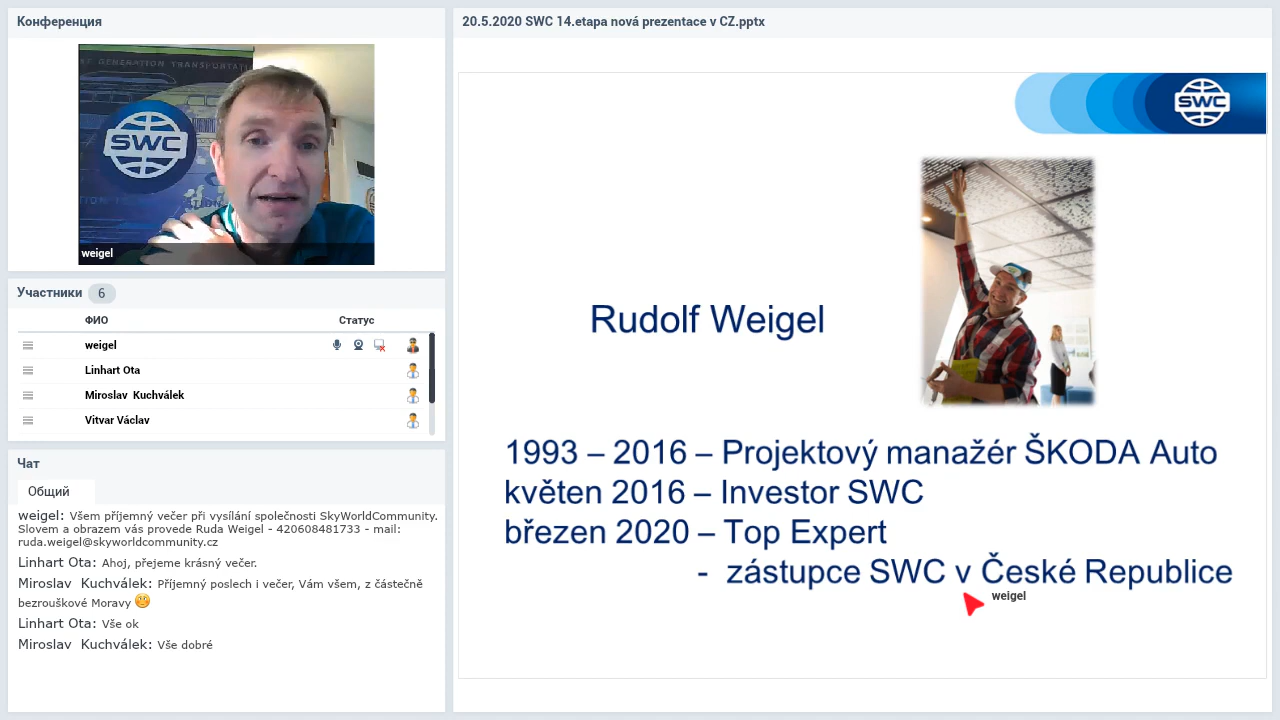 Конференция
NEXT GENERATION TRANSPORTATION
SWC
weigel
Участники 6
ФИО Статус
weigel
Linhart Ota
Miroslav Kuchválek
Vitvar Václav
Чат
Общий
weigel: Všem příjemný večer při vysílání společnosti SkyWorldCommunity.
Slovem a obrazem vás provede Ruda Weigel - 420608481733 - mail:
ruda.weigel@skyworldcommunity.cz
Linhart Ota: Ahoj, přejeme krásný večer.
Miroslav Kuchválek: Příjemný poslech i večer, Vám všem, z částečně
bezrouškové Moravy
Linhart Ota: Vše ok
Miroslav Kuchválek: Vše dobré
20.5.2020 SWC 14.etapa nová prezentace v CZ.pptx
SWC
Rudolf Weigel
1993 – 2016 – Projektový manažér ŠKODA Auto
květen 2016 – Investor SWC
březen 2020 – Top Expert
- zástupce SWC v České Republice
weigel